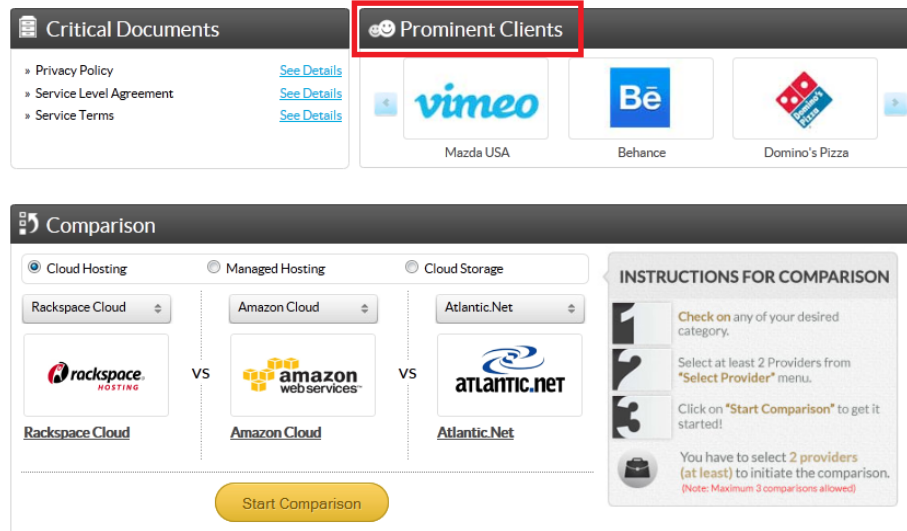 Critical Documents
» Privacy Policy See Details
» Service Level Agreement See Details
» Service Terms See Details
Prominent Clients
vimeo
Mazda USA
Bē
Behance
Domino's Pizza
Domino's Pizza
Comparison
Cloud Hosting Managed Hosting Cloud Storage
Rackspace Cloud Amazon Cloud Atlantic.Net
rackspace.
HOSTING
vs
amazon
webservices™
vs
ATLANTIC.NET
Rackspace Cloud Amazon Cloud Atlantic.Net
Start Comparison
INSTRUCTIONS FOR COMPARISON
1
Check on any of your desired
category.
2
Select at least 2 Providers from
"Select Provider" menu.
3
Click on "Start Comparison" to get it
started!
You have to select 2 providers
(at least) to initiate the comparison.
(Note: Maximum 3 comparisons allowed)